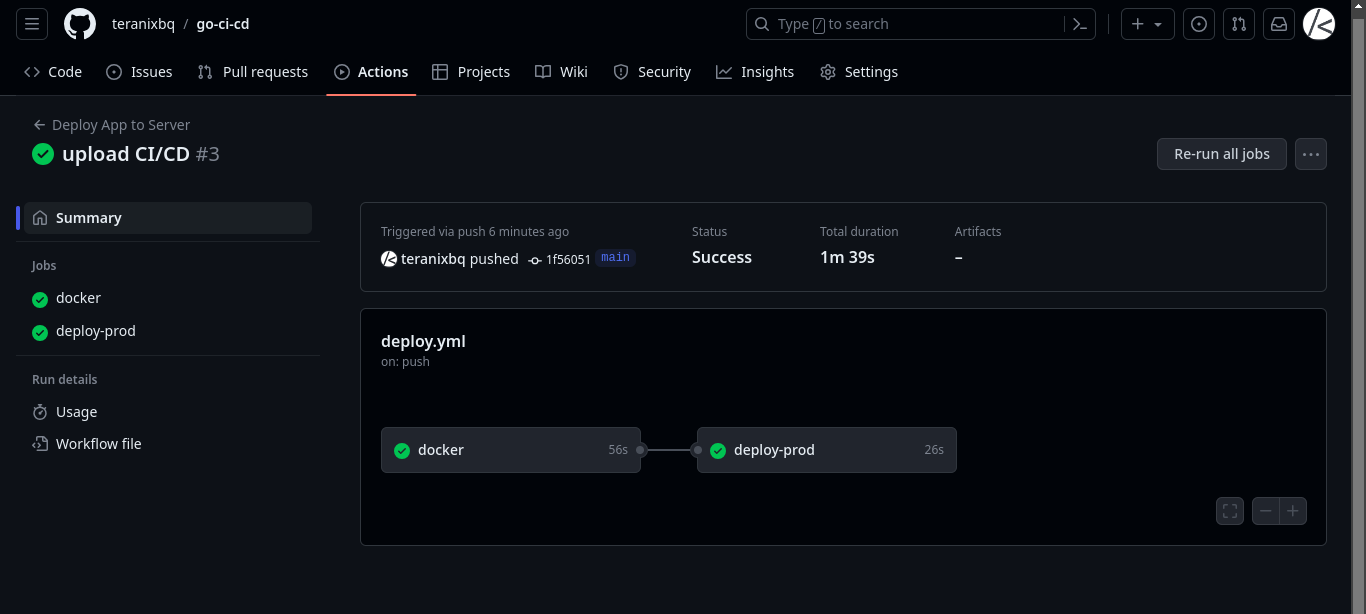 teranixbq / go-ci-cd
Type / to search
Code Issues Pull requests Actions Projects Wiki Security Insights Settings
Deploy App to Server
upload CI/CD #3
Re-run all jobs
Summary
Jobs
docker
deploy-prod
Run details
Usage
Workflow file
Triggered via push 6 minutes ago
teranixbq pushed 1f56051 main
Status
Success
Total duration
1m 39s
Artifacts
–
deploy.yml
on: push
docker 56s
deploy-prod 26s